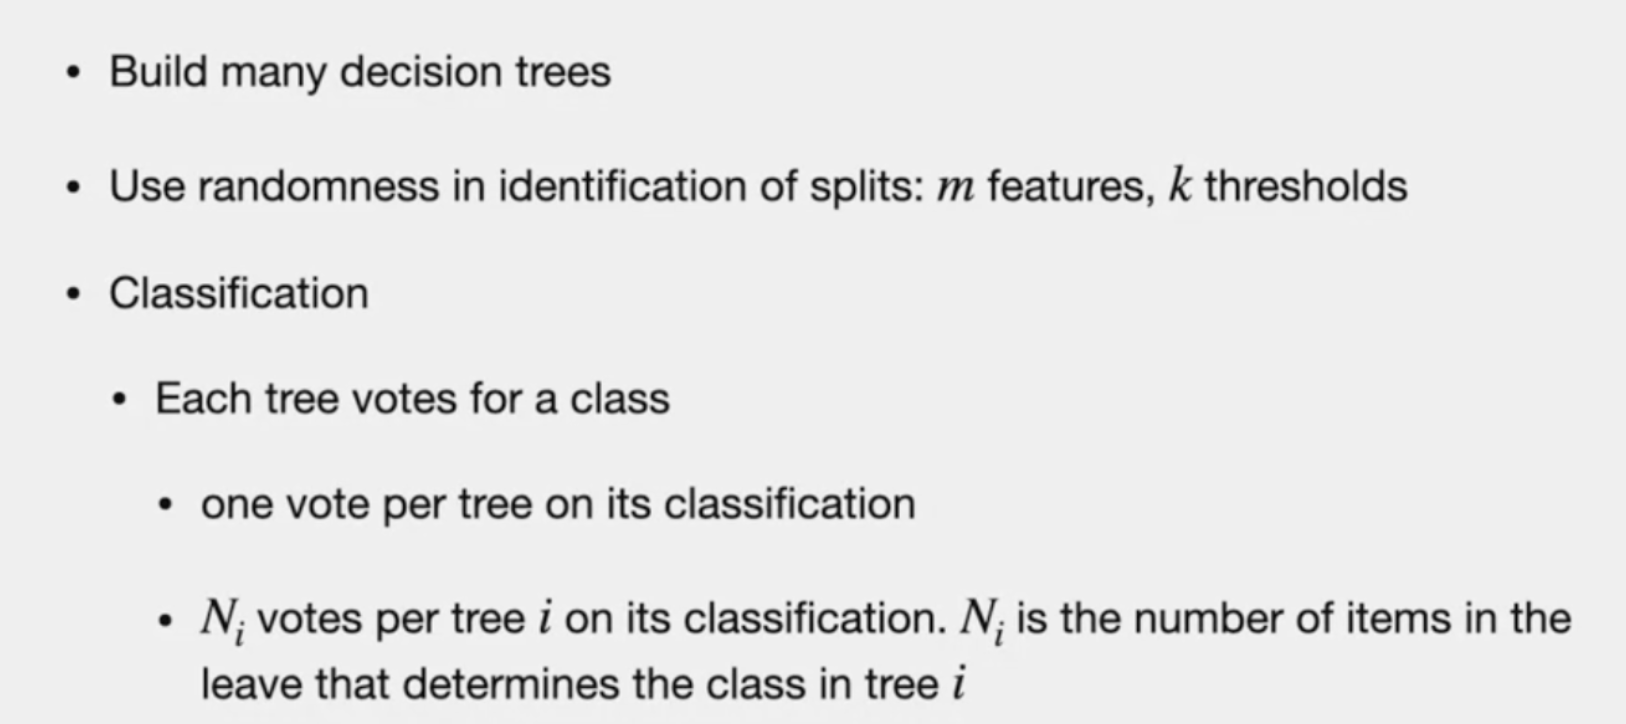 • Build many decision trees
• Use randomness in identification of splits: m features, k thresholds
• Classification
• Each tree votes for a class
• one vote per tree on its classification
• Nᵢ votes per tree i on its classification. Nᵢ is the number of items in the
leave that determines the class in tree i